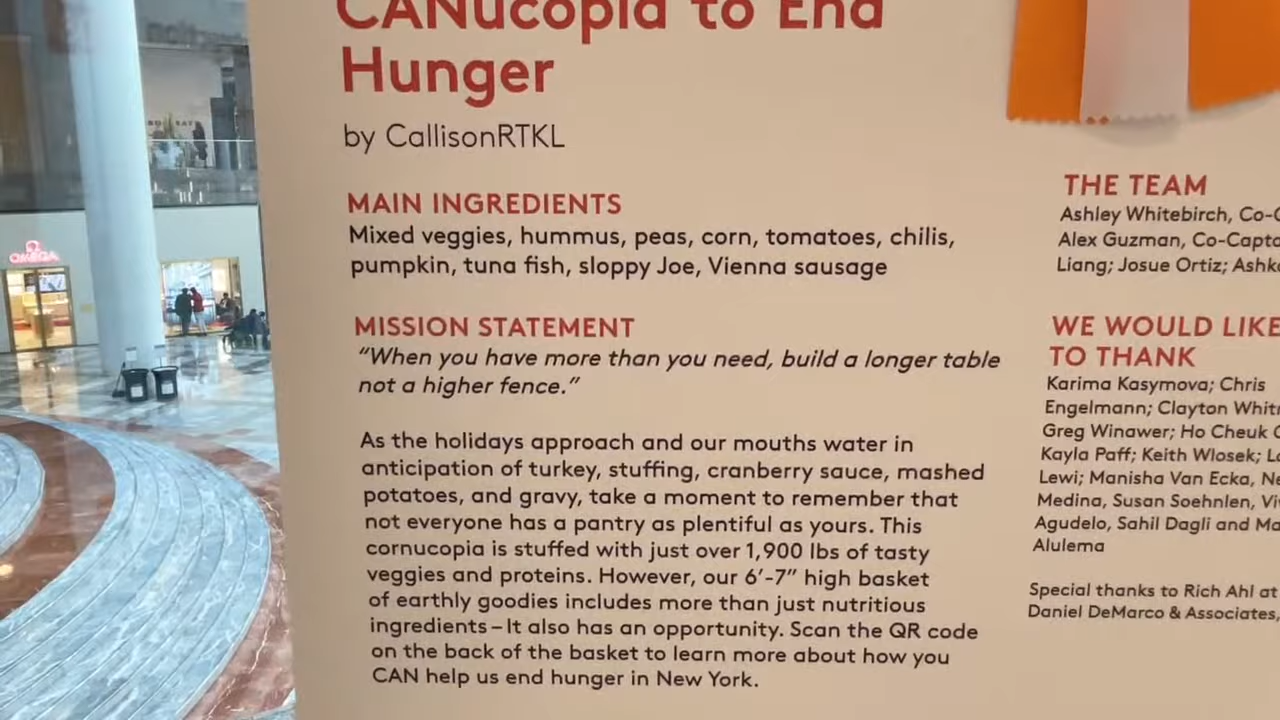 CANucopia to End
Hunger
by CallisonRTKL
MAIN INGREDIENTS
Mixed veggies, hummus, peas, corn, tomatoes, chilis,
pumpkin, tuna fish, sloppy Joe, Vienna sausage
MISSION STATEMENT
“When you have more than you need, build a longer table
not a higher fence.”
As the holidays approach and our mouths water in
anticipation of turkey, stuffing, cranberry sauce, mashed
potatoes, and gravy, take a moment to remember that
not everyone has a pantry as plentiful as yours. This
cornucopia is stuffed with just over 1,900 lbs of tasty
veggies and proteins. However, our 6’-7” high basket
of earthly goodies includes more than just nutritious
ingredients – It also has an opportunity. Scan the QR code
on the back of the basket to learn more about how you
CAN help us end hunger in New York.
THE TEAM
Ashley Whitebirch,
Alex Guzman,
Liang; Josue Ortiz;
WE WOULD LIKE
TO THANK
Karima Kasymova; Chris
Engelmann; Clayton
Greg Winawer; Ho Cheuk
Kayla Paff; Keith Wlosek;
Lewi; Manisha Van Ecka,
Medina, Susan Soehnlen,
Agudelo, Sahil Dagli and
Alulema
Special thanks to Rich Ahl at
Daniel DeMarco & Associates,
OMEGA